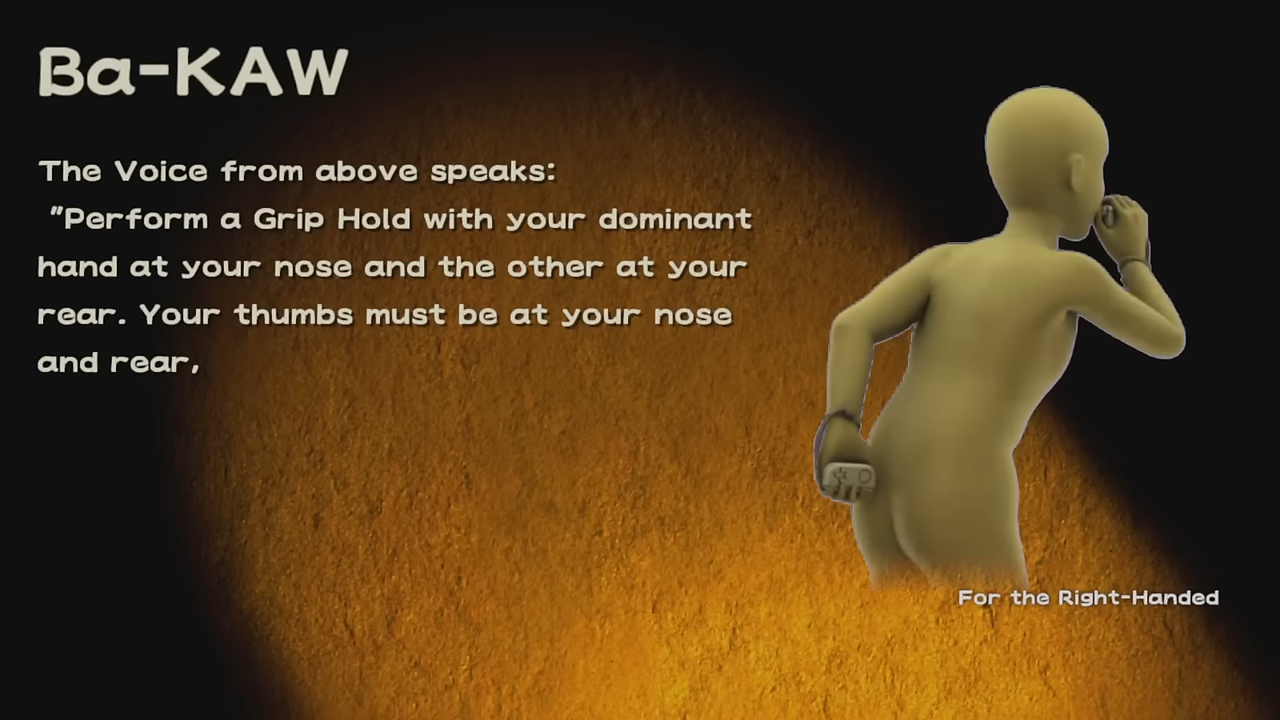 Ba-KAW
The Voice from above speaks:
"Perform a Grip Hold with your dominant
hand at your nose and the other at your
rear. Your thumbs must be at your nose
and rear,
For the Right-Handed